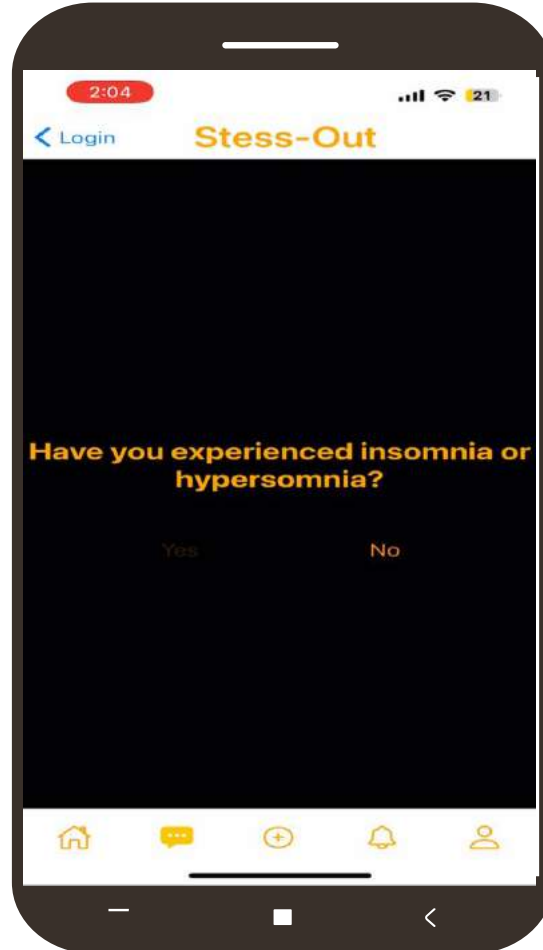 2:04
21
Login
Stess-Out
Have you experienced insomnia or
hypersomnia?
Yes No